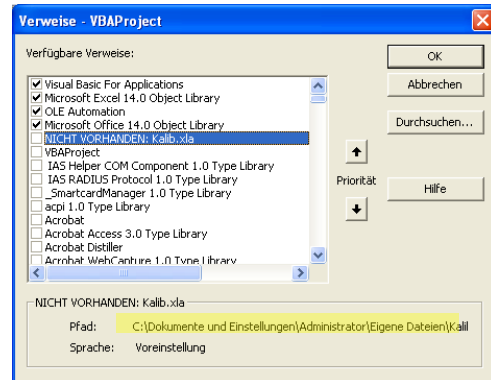 Verweise - VBAProject
Verfügbare Verweise:
Visual Basic For Applications
Microsoft Excel 14.0 Object Library
OLE Automation
Microsoft Office 14.0 Object Library
NICHT VORHANDEN: Kalib.xla
VBAProject
IAS Helper COM Component 1.0 Type Library
IAS RADIUS Protocol 1.0 Type Library
_SmartcardManager 1.0 Type Library
acpi 1.0 Type Library
Acrobat
Acrobat Access 3.0 Type Library
Acrobat Distiller
Acrobat WebCapture 1.0 Type Library
Priorität
OK
Abbrechen
Durchsuchen...
Hilfe
NICHT VORHANDEN: Kalib.xla
Pfad: C:\Dokumente und Einstellungen\Administrator\Eigene Dateien\Kalil
Sprache: Voreinstellung